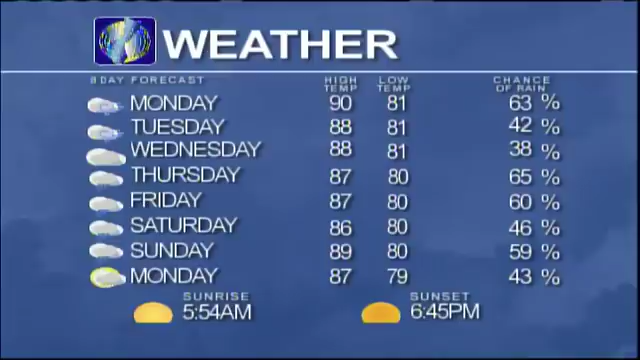 WEATHER
8 DAY FORECAST HIGH TEMP LOW TEMP CHANCE OF RAIN
MONDAY 90 81 63 %
TUESDAY 88 81 42 %
WEDNESDAY 88 81 38 %
THURSDAY 87 80 65 %
FRIDAY 87 80 60 %
SATURDAY 86 80 46 %
SUNDAY 89 80 59 %
MONDAY 87 79 43 %
SUNRISE SUNSET
5:54AM 6:45PM